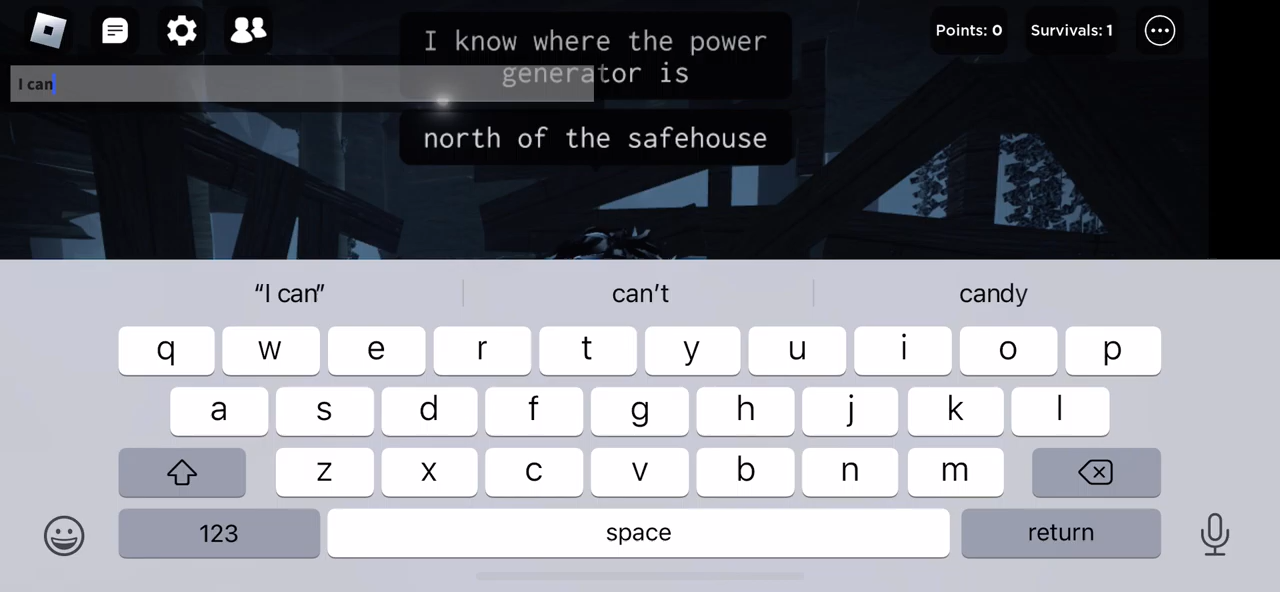 Points: 0
Survivals: 1
I know where the power
generator is
I can
north of the safehouse
“I can”
can’t
candy
q w e r t y u i o p
a s d f g h j k l
z x c v b n m
123
space
return